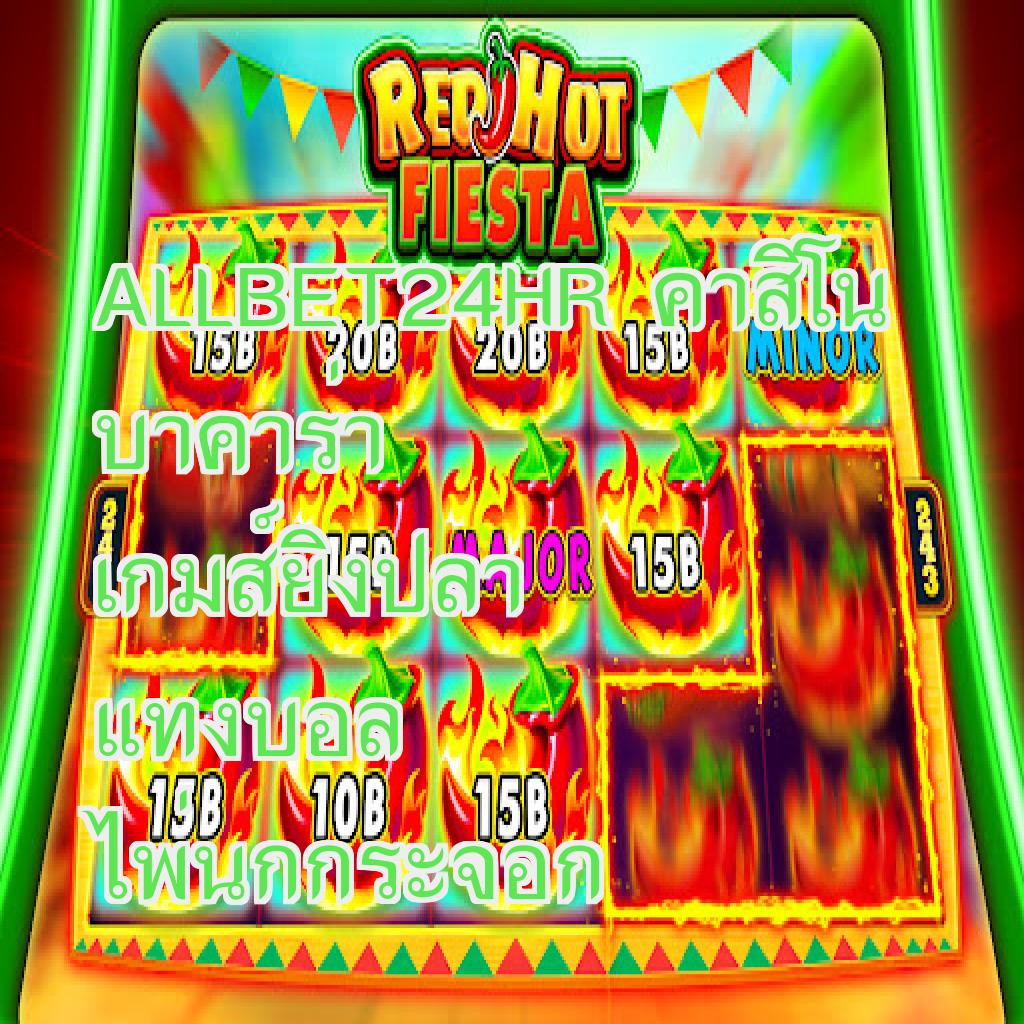 RED HOT
FIESTA
ALLBET24HR คาสิโน
15B 20B 20B 15B MINOR
บาคาร่า
15B MAJOR 15B
243
เกมส์ยิงปลา
แทงบอล
10B 15B
ไพ่นกกระจอก